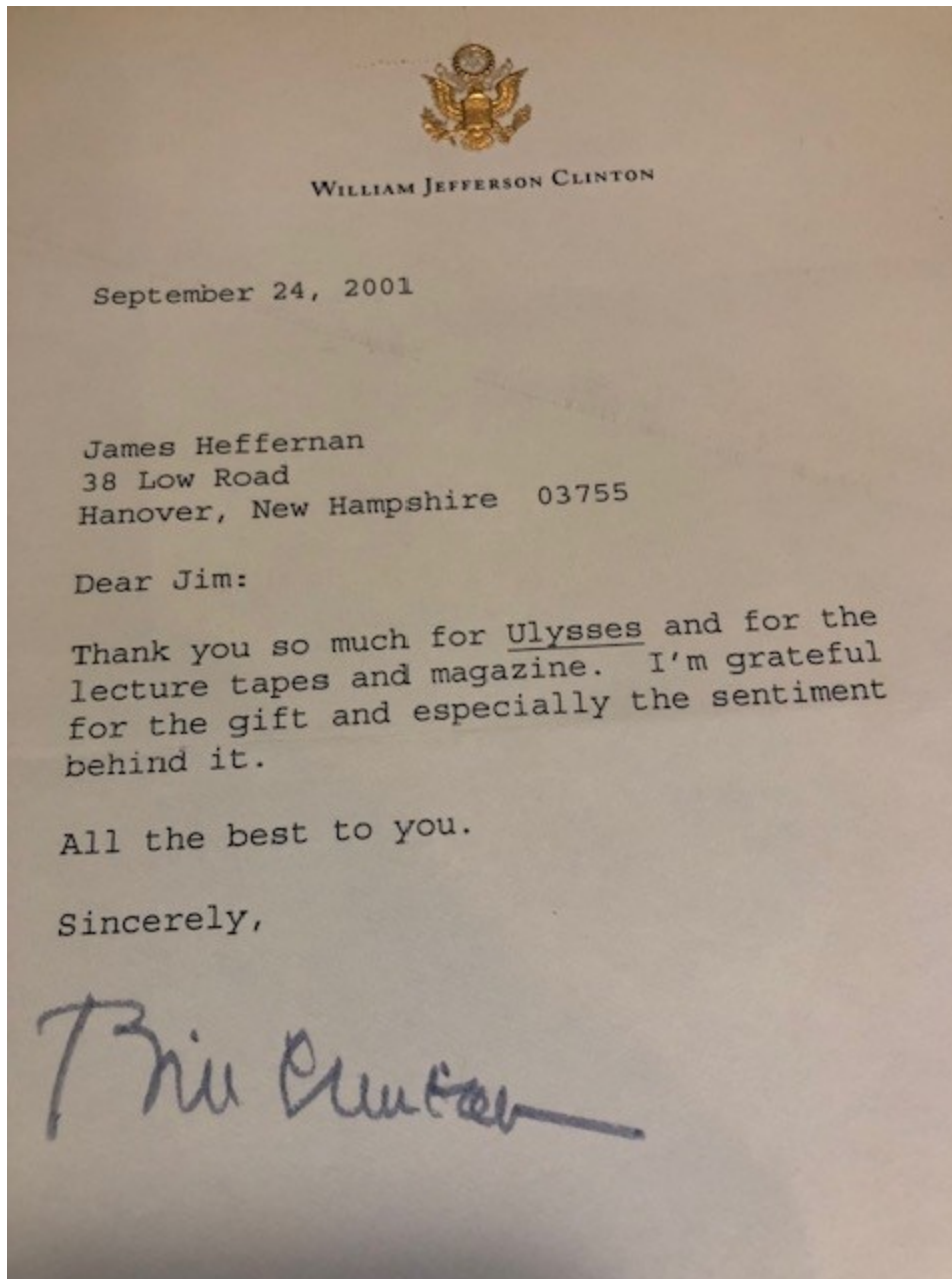 WILLIAM JEFFERSON CLINTON
September 24, 2001
James Heffernan
38 Low Road
Hanover, New Hampshire 03755
Dear Jim:
Thank you so much for Ulysses and for the
lecture tapes and magazine. I'm grateful
for the gift and especially the sentiment
behind it.
All the best to you.
Sincerely,
Bill Clinton